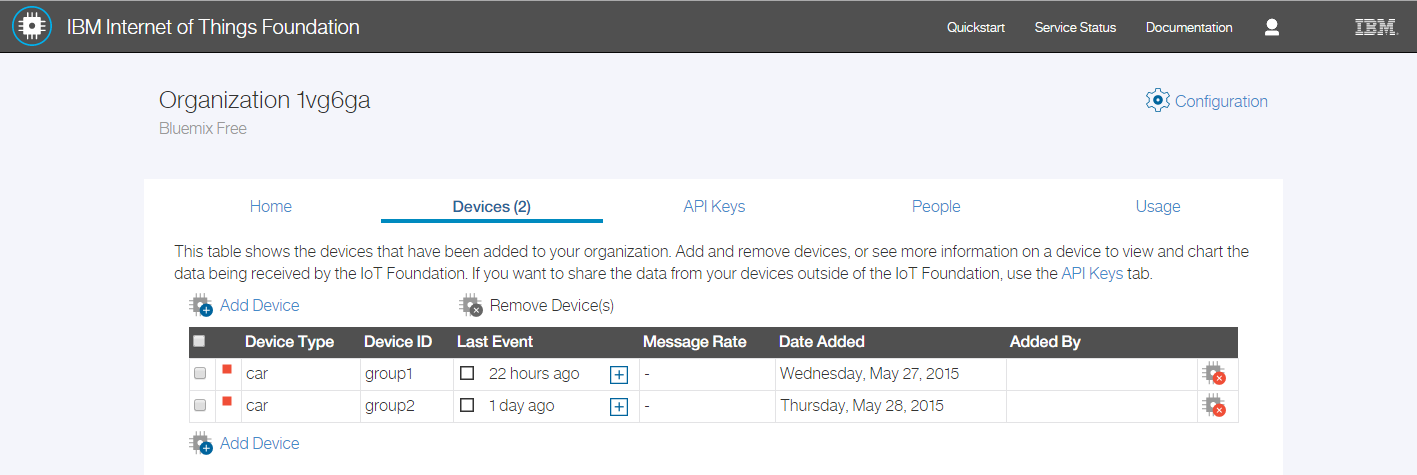 IBM Internet of Things Foundation Quickstart Service Status Documentation IBM
Organization 1vg6ga
Configuration
Bluemix Free
Home Devices (2) API Keys People Usage
This table shows the devices that have been added to your organization. Add and remove devices, or see more information on a device to view and chart the
data being received by the IoT Foundation. If you want to share the data from your devices outside of the IoT Foundation, use the API Keys tab.
Add Device Remove Device(s)
Device Type Device ID Last Event Message Rate Date Added Added By
car group1 22 hours ago - Wednesday, May 27, 2015
car group2 1 day ago - Thursday, May 28, 2015
Add Device